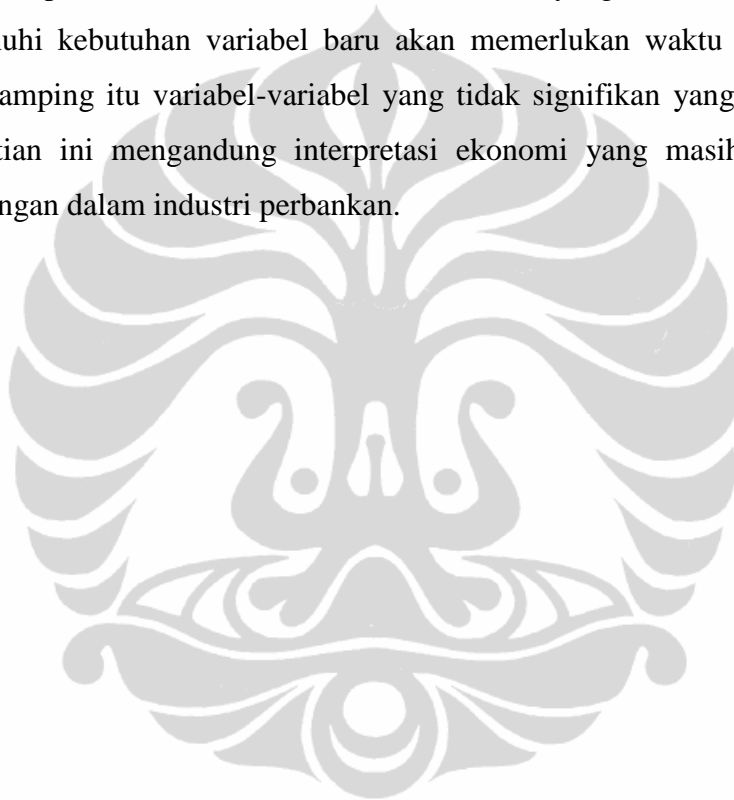 luhi kebutuhan variabel baru akan memerlukan waktu
amping itu variabel-variabel yang tidak signifikan yang
tian ini mengandung interpretasi ekonomi yang masih
ngan dalam industri perbankan.